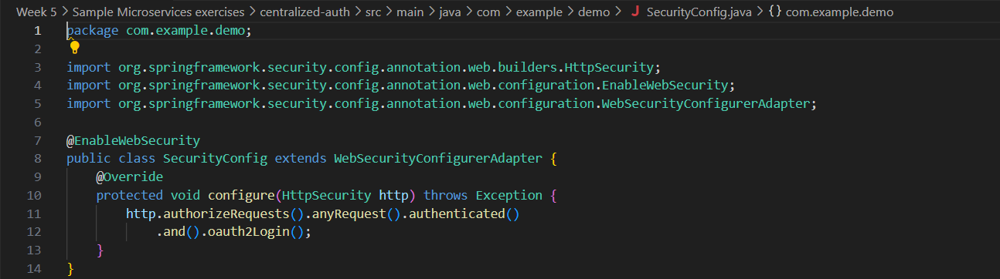 Week 5 > Sample Microservices exercises > centralized-auth > src > main > java > com > example > demo > J SecurityConfig.java > {} com.example.demo
1 package com.example.demo;
2
3 import org.springframework.security.config.annotation.web.builders.HttpSecurity;
4 import org.springframework.security.config.annotation.web.configuration.EnableWebSecurity;
5 import org.springframework.security.config.annotation.web.configuration.WebSecurityConfigurerAdapter;
6
7 @EnableWebSecurity
8 public class SecurityConfig extends WebSecurityConfigurerAdapter {
9     @Override
10     protected void configure(HttpSecurity http) throws Exception {
11         http.authorizeRequests().anyRequest().authenticated()
12             .and().oauth2Login();
13     }
14 }